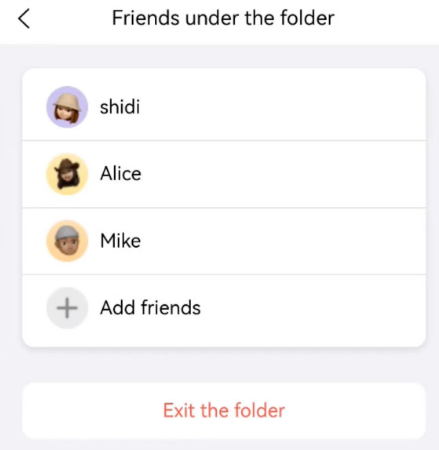 Friends under the folder
shidi
Alice
Mike
Add friends
Exit the folder